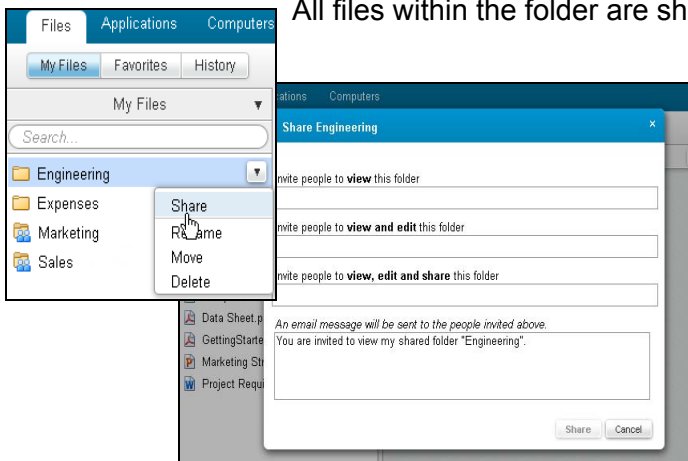 All files within the folder are sh
Files Applications Computers
My Files Favorites History
My Files
Search...
Engineering
Expenses
Marketing
Sales
Share
Rename
Move
Delete
ations Computers
Share Engineering ×
nvite people to view this folder
nvite people to view and edit this folder
nvite people to view, edit and share this folder
An email message will be sent to the people invited above.
You are invited to view my shared folder "Engineering".
Share Cancel
Data Sheet.p
GettingStarte
Marketing Str
Project Requi